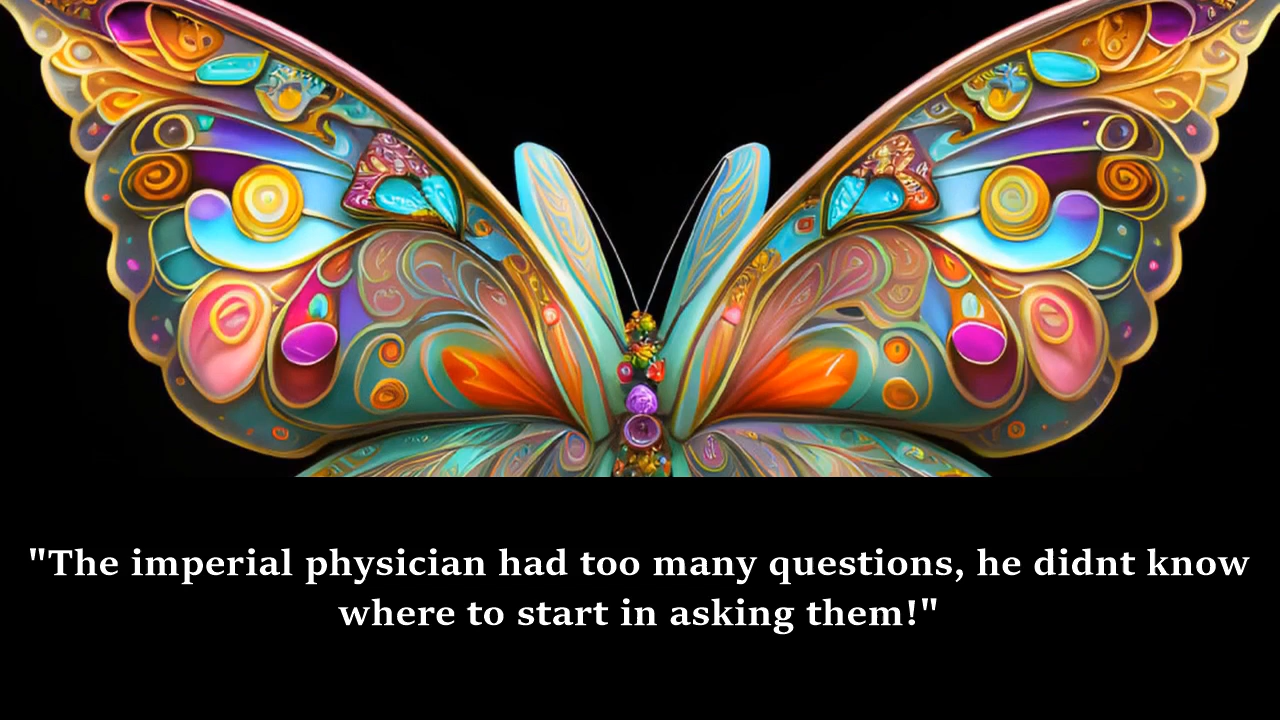 "The imperial physician had too many questions, he didnt know
where to start in asking them!"